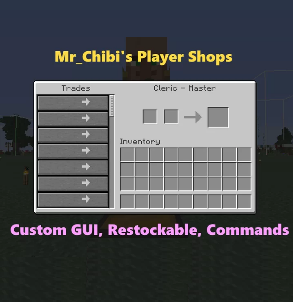 Mr_Chibi`s Player Shops
Trades
Cleric - Master
Inventory
Custom GUI, Restockable, Commands